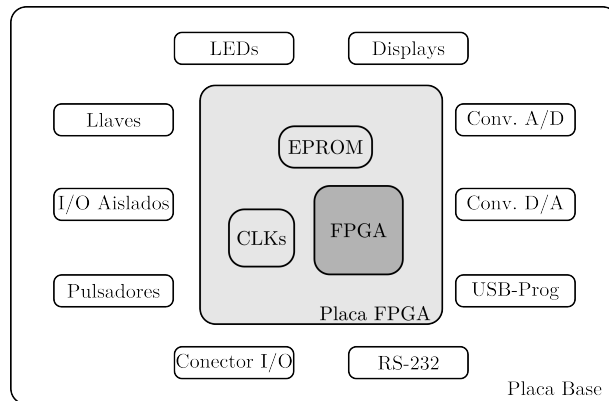 LEDs
Displays
Llaves
Conv. A/D
EPROM
I/O Aislados
Conv. D/A
CLKs
FPGA
Pulsadores
USB-Prog
Placa FPGA
Conector I/O
RS-232
Placa Base